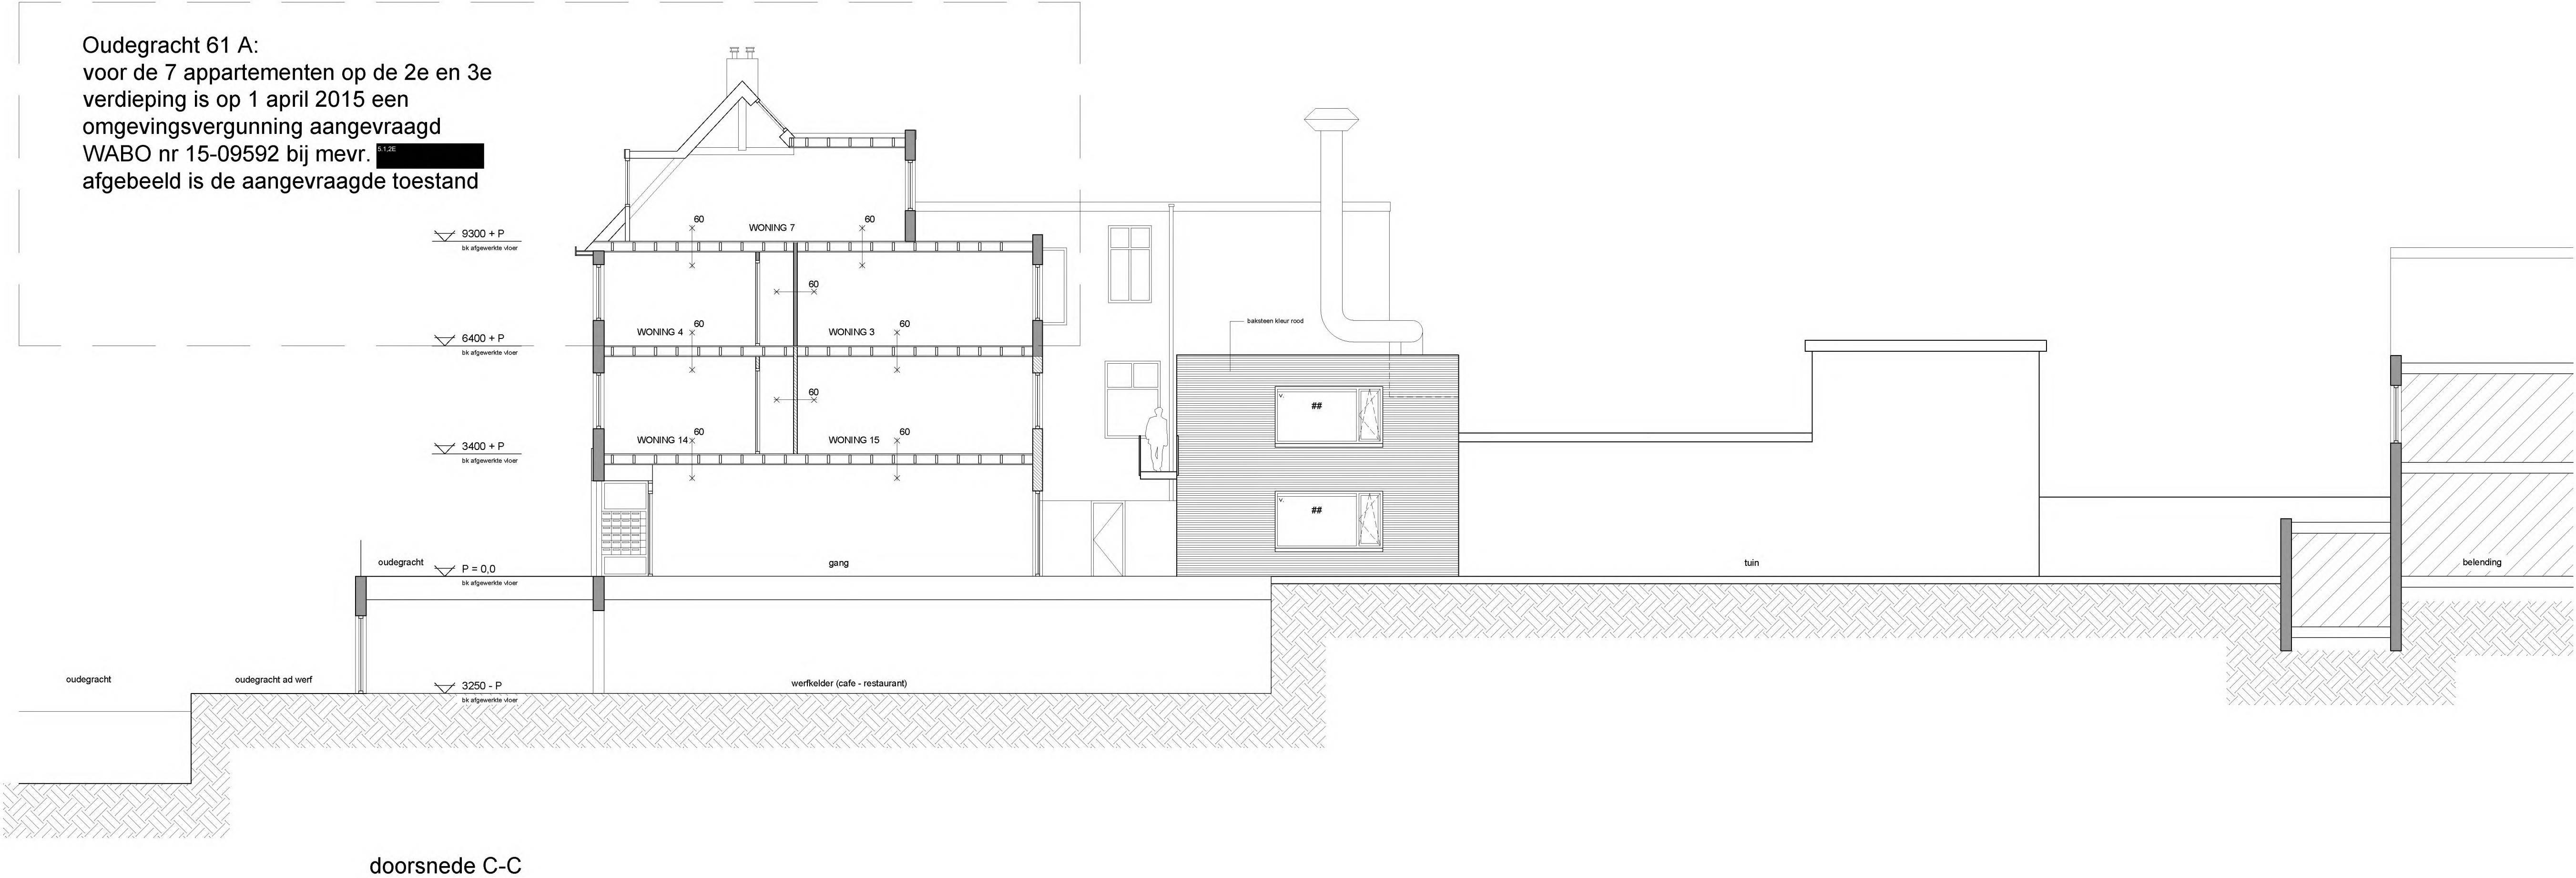 Oudegracht 61 A:
voor de 7 appartementen op de 2e en 3e
verdieping is op 1 april 2015 een
omgevingsvergunning aangevraagd
WABO nr 15-09592 bij mevr. 5.1,2E
afgebeeld is de aangevraagde toestand
9300 + P
bk afgewerkte vloer
60
60
WONING 7
60
6400 + P
bk afgewerkte vloer
WONING 4
60
WONING 3
60
baksteen kleur rood
60
v.
##
3400 + P
bk afgewerkte vloer
WONING 14
60
WONING 15
60
v.
##
oudegracht
P = 0,0
bk afgewerkte vloer
gang
tuin
belending
oudegracht
oudegracht ad werf
3250 - P
bk afgewerkte vloer
werfkelder (cafe - restaurant)
doorsnede C-C